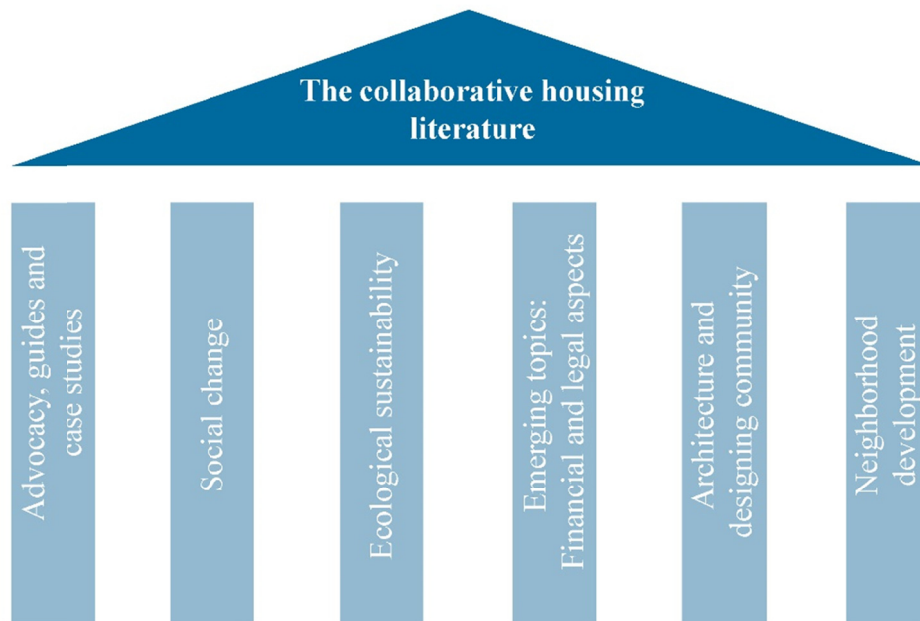 The collaborative housing
literature
Advocacy, guides and
case studies
Social change
Ecological sustainability
Emerging topics:
Financial and legal aspects
Architecture and
designing community
Neighborhood
development